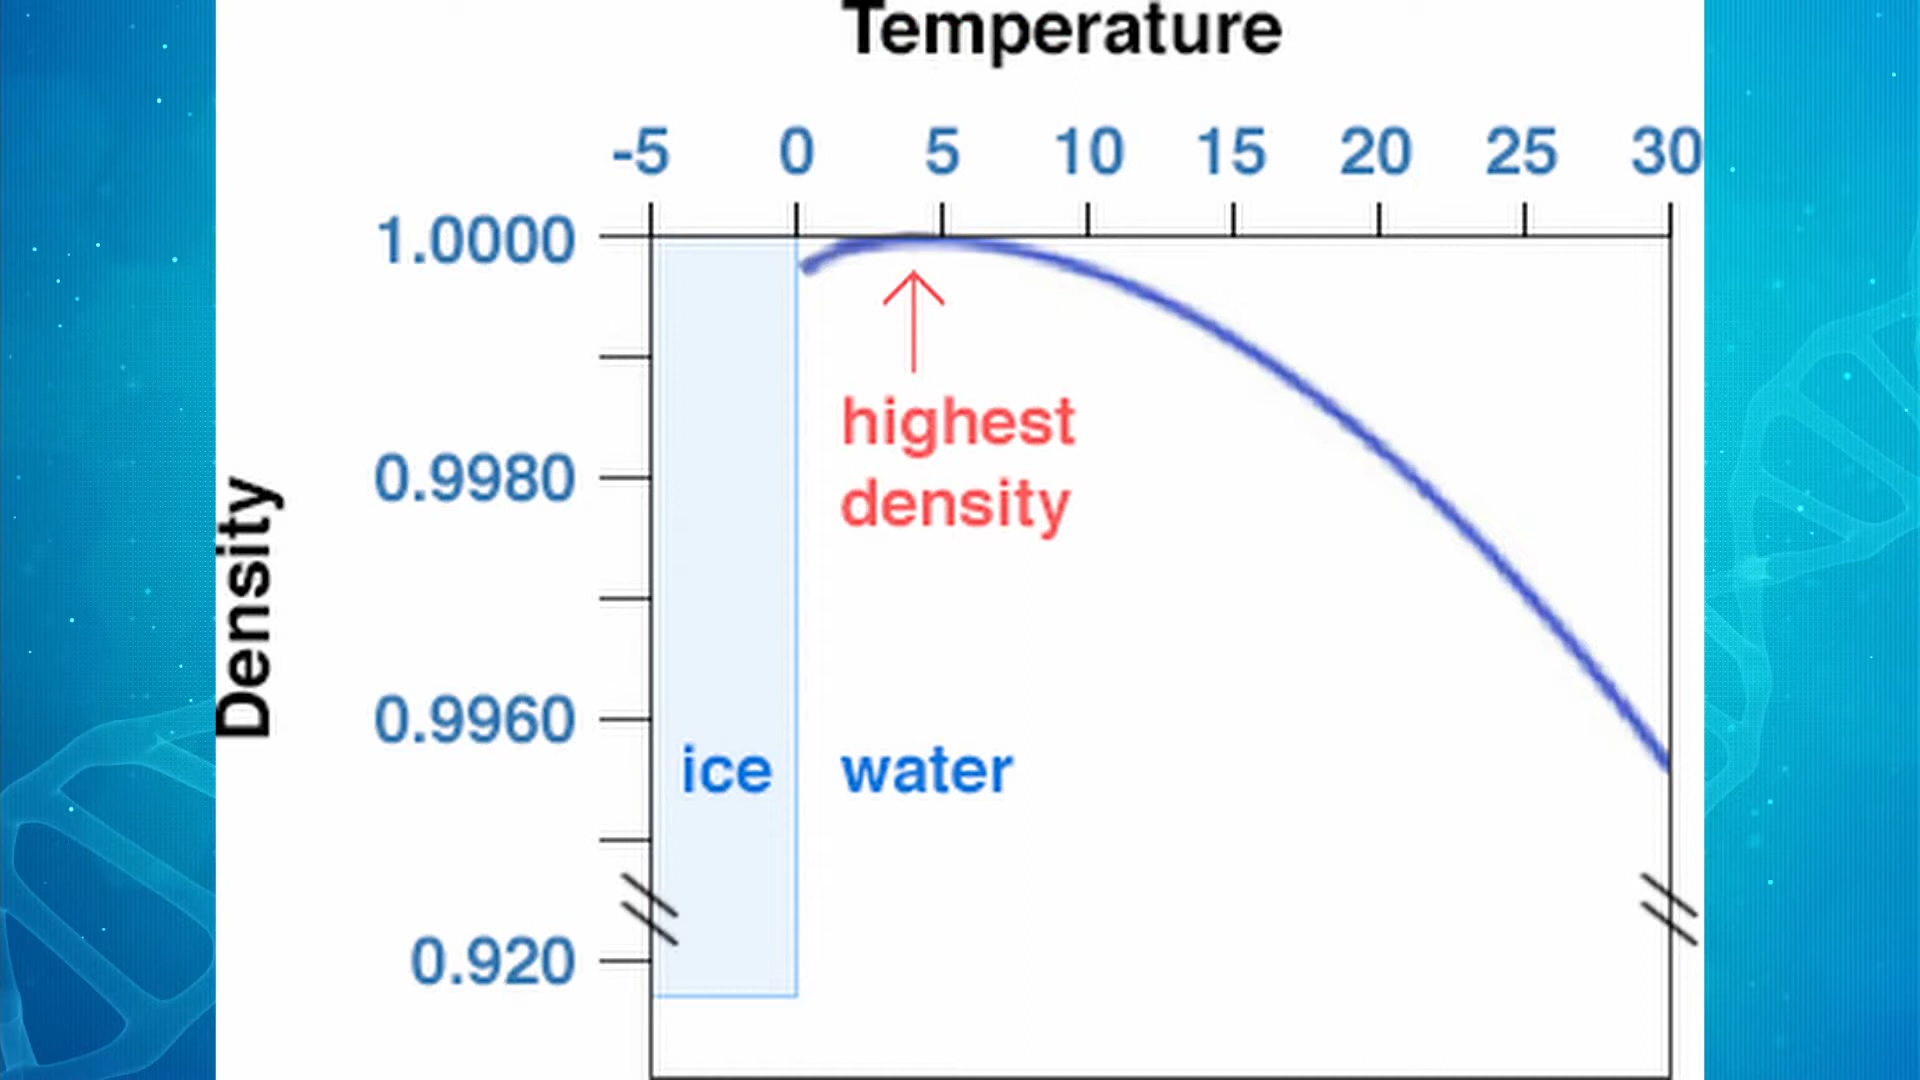 Temperature
-5 0 5 10 15 20 25 30
1.0000
highest
density
0.9980
Density
0.9960
ice water
0.920